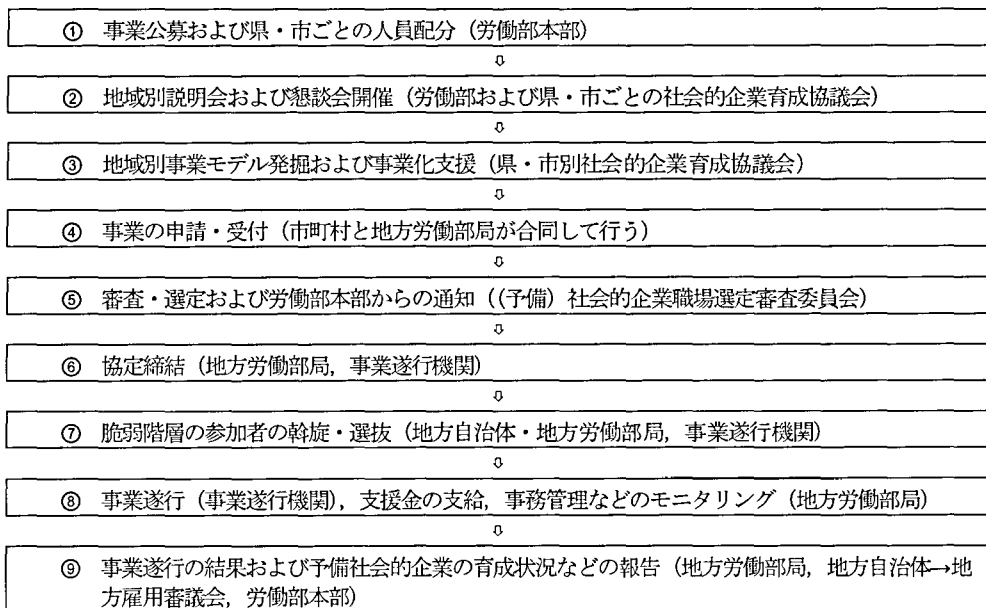 ① 事業公募および県・市ごとの人員配分（労働部本部）
⇩
② 地域別説明会および懇談会開催（労働部および県・市ごとの社会的企業育成協議会）
⇩
③ 地域別事業モデル発掘および事業化支援（県・市別社会的企業育成協議会）
⇩
④ 事業の申請・受付（市町村と地方労働部局が合同して行う）
⇩
⑤ 審査・選定および労働部本部からの通知（（予備）社会的企業職場選定審査委員会）
⇩
⑥ 協定締結（地方労働部局，事業遂行機関）
⇩
⑦ 脆弱階層の参加者の斡旋・選抜（地方自治体・地方労働部局，事業遂行機関）
⇩
⑧ 事業遂行（事業遂行機関），支援金の支給，事務管理などのモニタリング（地方労働部局）
⇩
⑨ 事業遂行の結果および予備社会的企業の育成状況などの報告（地方労働部局，地方自治体→地
方雇用審議会，労働部本部）